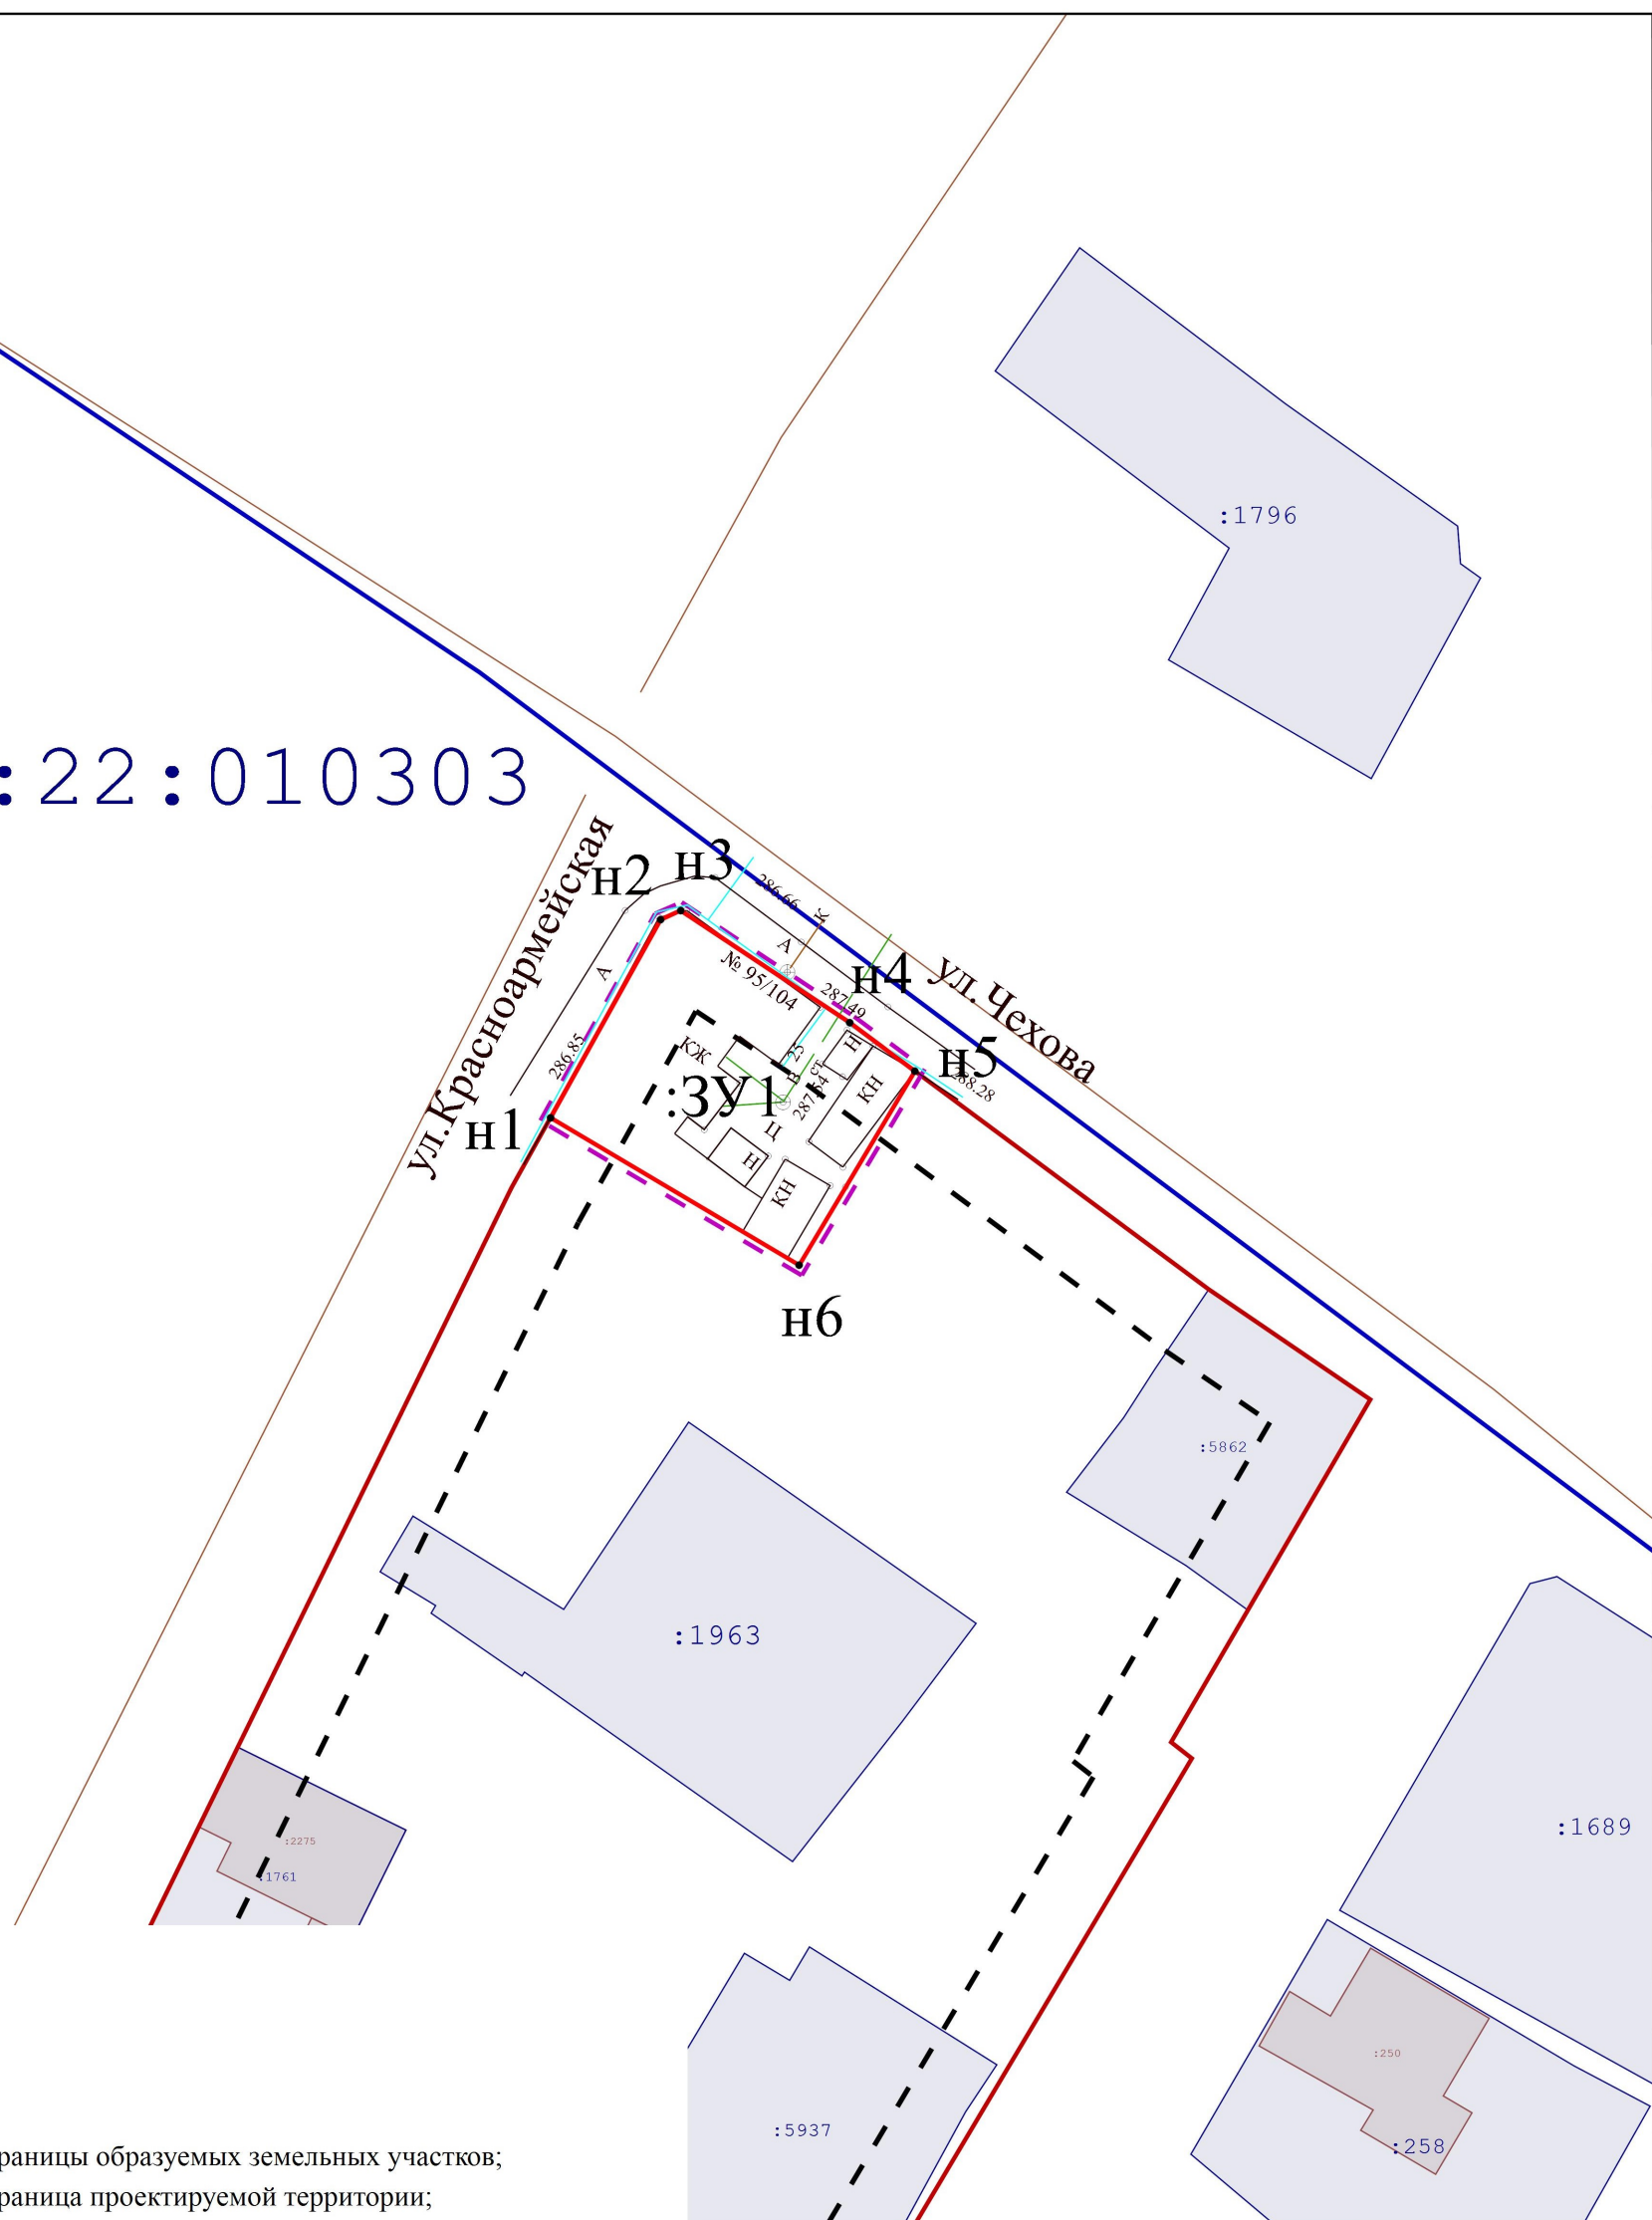 :1796
:22:010303
ул.Красноармейская
н2
н3
286.66
К
А
А
№ 95/104
287.49
н4
ул.Чехова
н5
288.28
286.85
н1
КЖ
:ЗУ1
25
В
ст
Н
КН
Ц
Н
КН
н6
:5862
:1963
:2275
:1761
:1689
:250
:258
:5937
раницы образуемых земельных участков;
раница проектируемой территории;